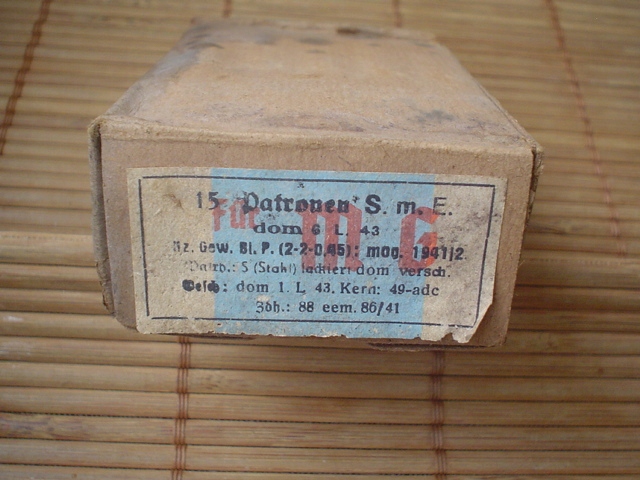 15 Patronen S. m. E.
dom 6 L. 43
Nz. Gew. Bl. P. (2-2-0,45): mog. 1941/2
Patrh.: S (Stahl) lackiert dom versch.
Gesch: dom 1. L 43. Kern: 49-adc
Zdh.: 88 eem. 86/41
Für MG